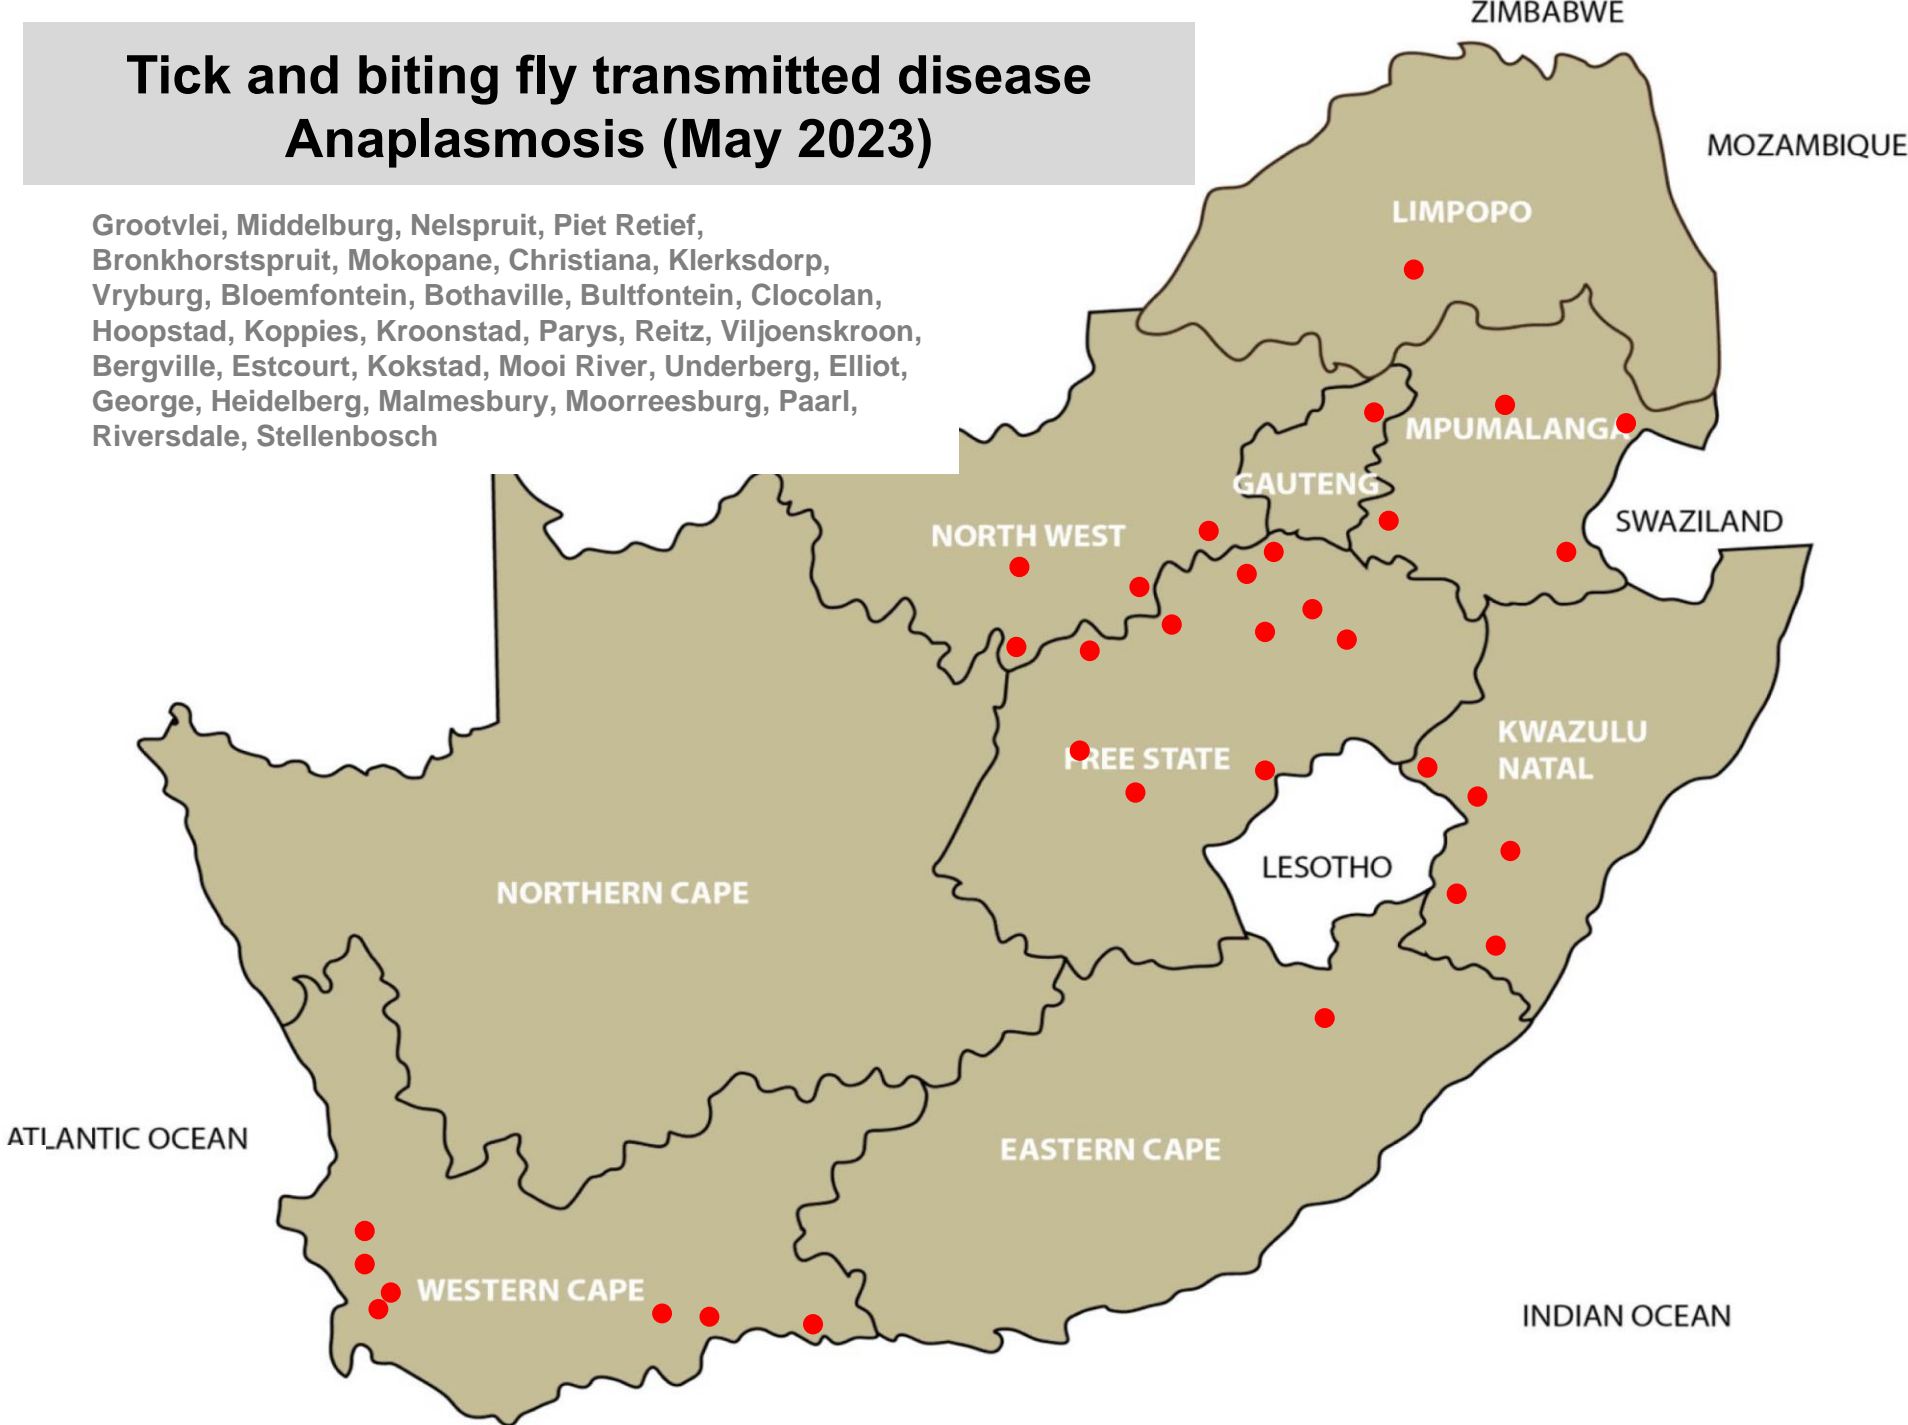 ZIMBABWE
Tick and biting fly transmitted disease
Anaplasmosis (May 2023)
MOZAMBIQUE
Grootvlei, Middelburg, Nelspruit, Piet Retief,
Bronkhorstspruit, Mokopane, Christiana, Klerksdorp,
Vryburg, Bloemfontein, Bothaville, Bultfontein, Clocolan,
Hoopstad, Koppies, Kroonstad, Parys, Reitz, Viljoenskroon,
Bergville, Estcourt, Kokstad, Mooi River, Underberg, Elliot,
George, Heidelberg, Malmesbury, Moorreesburg, Paarl,
Riversdale, Stellenbosch
LIMPOPO
MPUMALANGA
GAUTENG
SWAZILAND
NORTH WEST
KWAZULU
NATAL
FREE STATE
LESOTHO
NORTHERN CAPE
ATLANTIC OCEAN
EASTERN CAPE
WESTERN CAPE
INDIAN OCEAN